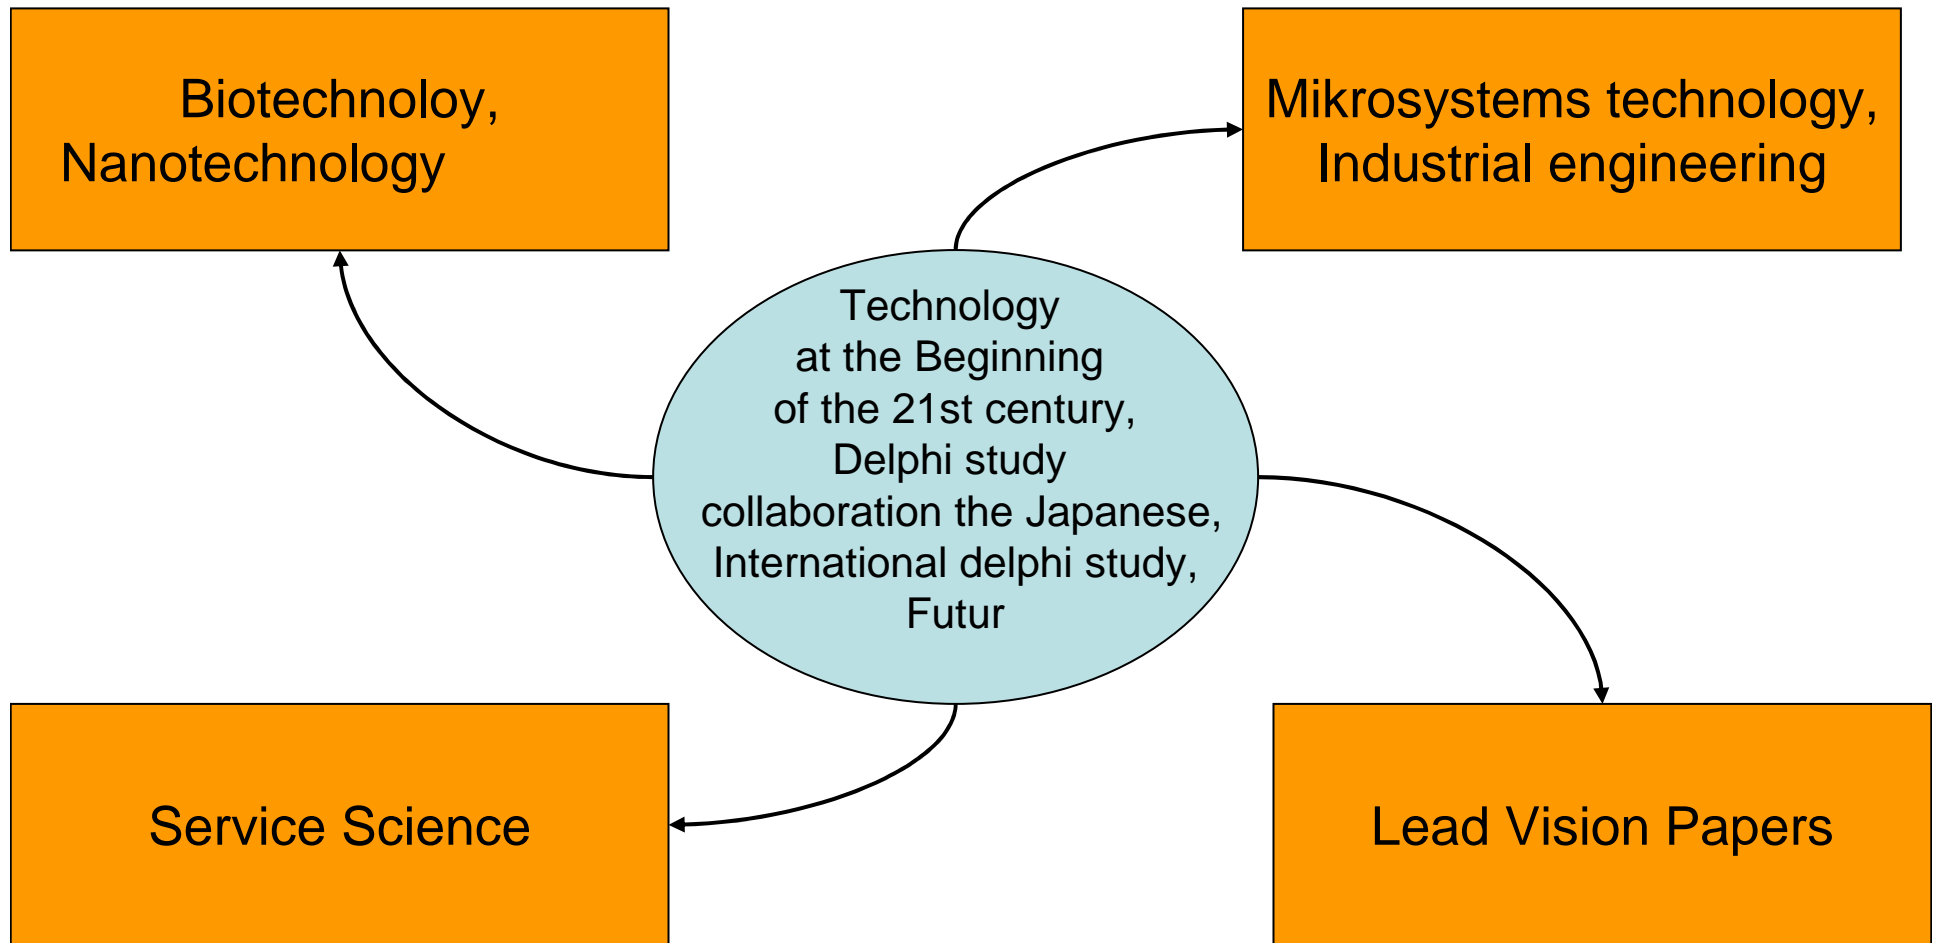 Biotechnoloy,
Nanotechnology
Mikrosystems technology,
Industrial engineering
Technology
at the Beginning
of the 21st century,
Delphi study
collaboration the Japanese,
International delphi study,
Futur
Service Science
Lead Vision Papers